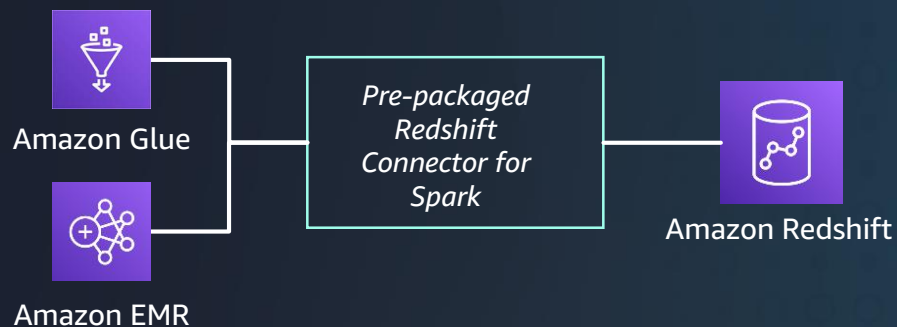 Amazon Glue
Amazon EMR
Pre-packaged
Redshift
Connector for
Spark
Amazon Redshift